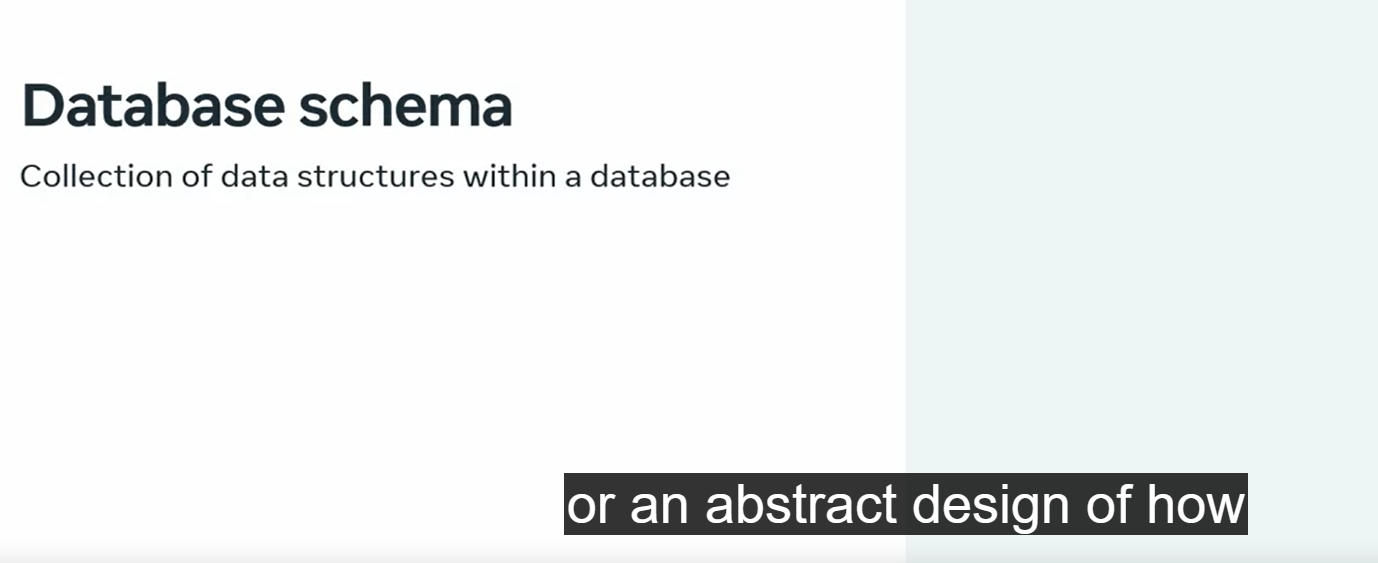 Database schema
Collection of data structures within a database
or an abstract design of how